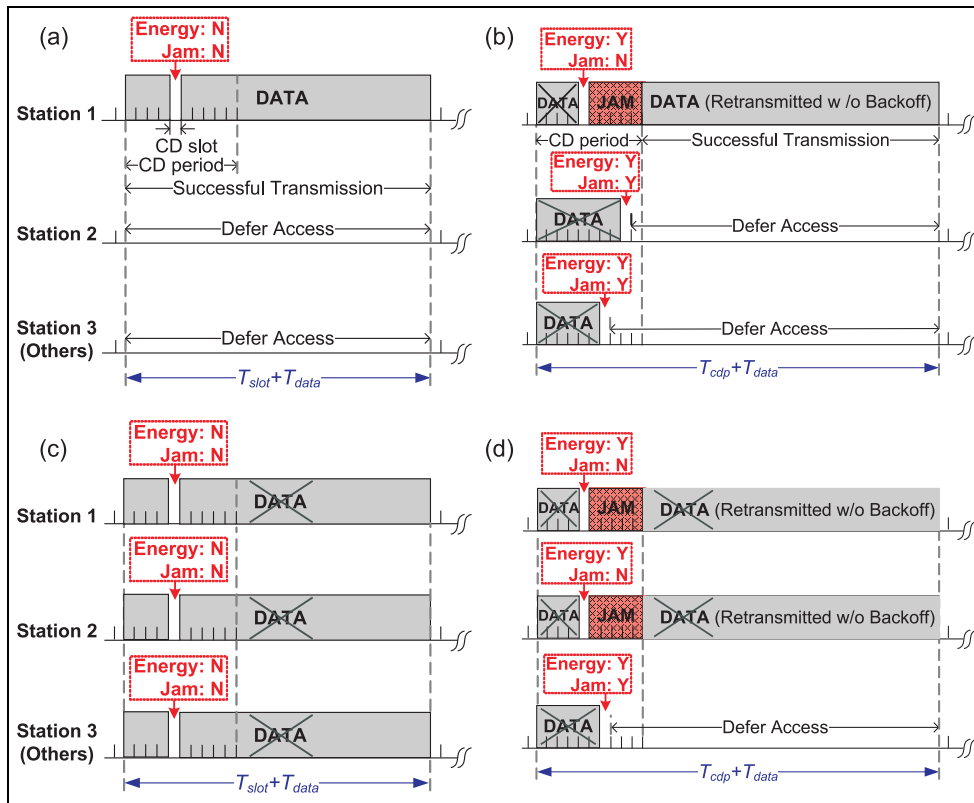 (a)
Energy: N
Jam: N
Station 1
DATA
CD slot
CD period
Successful Transmission
Station 2
Defer Access
Station 3
(Others)
Defer Access
Tslot+Tdata
(b)
Energy: Y
Jam: N
DATA
JAM
DATA (Retransmitted w /o Backoff)
CD period
Successful Transmission
Energy: Y
Jam: Y
DATA
Defer Access
Energy: Y
Jam: Y
DATA
Defer Access
Tcdp+Tdata
(c)
Energy: N
Jam: N
Station 1
DATA
Energy: N
Jam: N
Station 2
DATA
Energy: N
Jam: N
Station 3
(Others)
DATA
Tslot+Tdata
(d)
Energy: Y
Jam: N
DATA
JAM
DATA (Retransmitted w/o Backoff)
Energy: Y
Jam: N
DATA
JAM
DATA (Retransmitted w/o Backoff)
Energy: Y
Jam: Y
DATA
Defer Access
Tcdp+Tdata